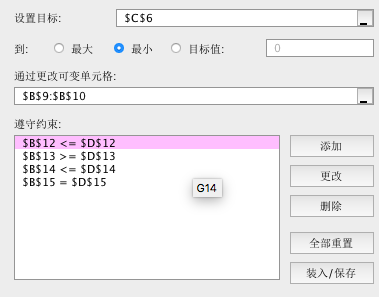 设置目标: $C$6
到: 最大 最小 目标值: 0
通过更改可变单元格:
$B$9:$B$10
遵守约束:
$B$12 <= $D$12
$B$13 >= $D$13
$B$14 <= $D$14
$B$15 = $D$15
G14
添加
更改
删除
全部重置
装入/保存